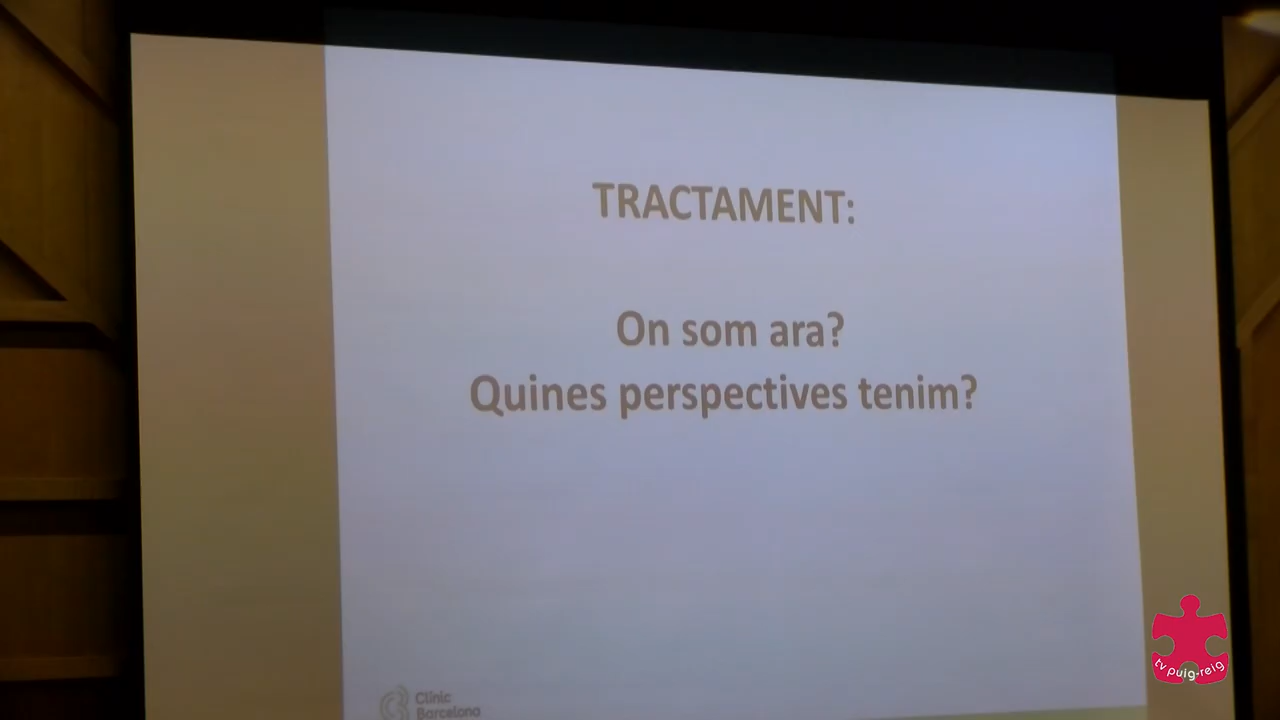 TRACTAMENT:
On som ara?
Quines perspectives tenim?
Clínic
Barcelona
tv puig-reig